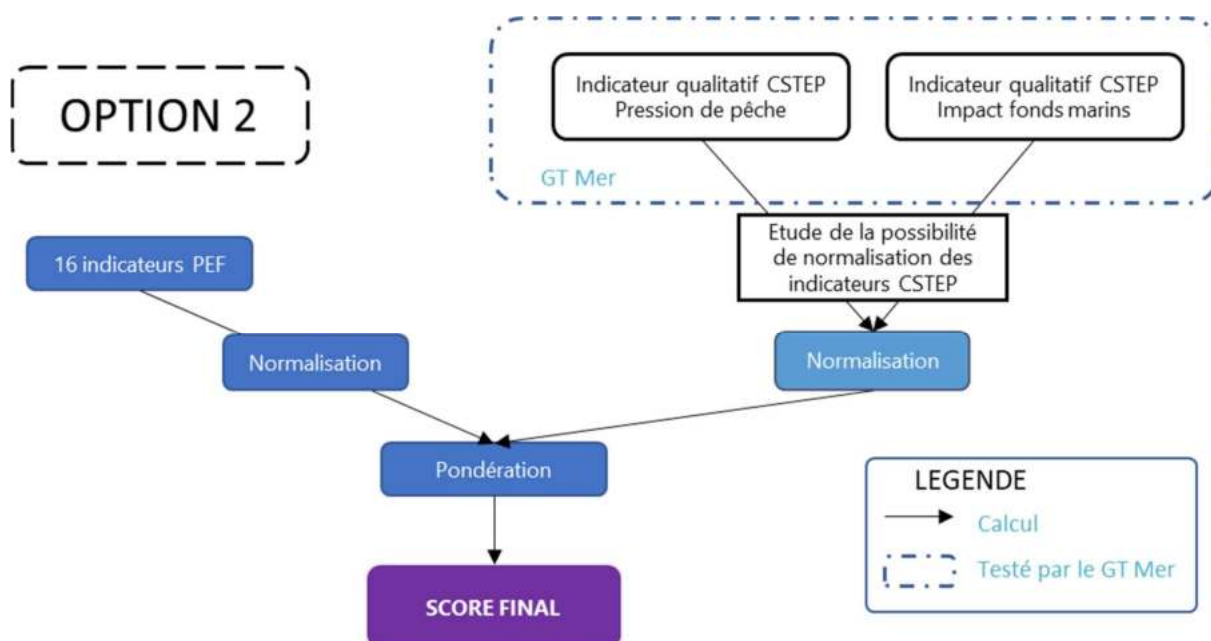 OPTION 2
Indicateur qualitatif CSTEP
Pression de pêche
Indicateur qualitatif CSTEP
Impact fonds marins
GT Mer
Etude de la possibilité
de normalisation des
indicateurs CSTEP
16 indicateurs PEF
Normalisation
Normalisation
Pondération
SCORE FINAL
LEGENDE
Calcul
Testé par le GT Mer